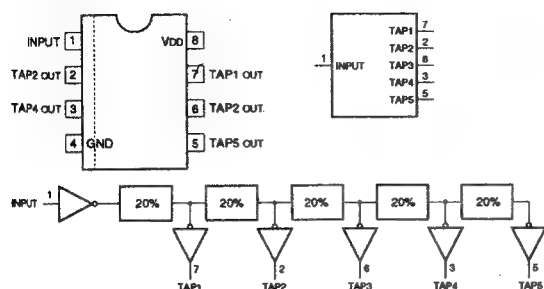 INPUT 1
8 VDD
TAP2 OUT 2
7 TAP1 OUT
TAP4 OUT 3
6 TAP2 OUT
4 GND
5 TAP5 OUT
1 INPUT
TAP1 7
TAP2 2
TAP3 6
TAP4 3
TAP5 5
INPUT 1 20% 20% 20% 20% 20%
7 2 6 3 5
TAP1 TAP2 TAP3 TAP4 TAP5